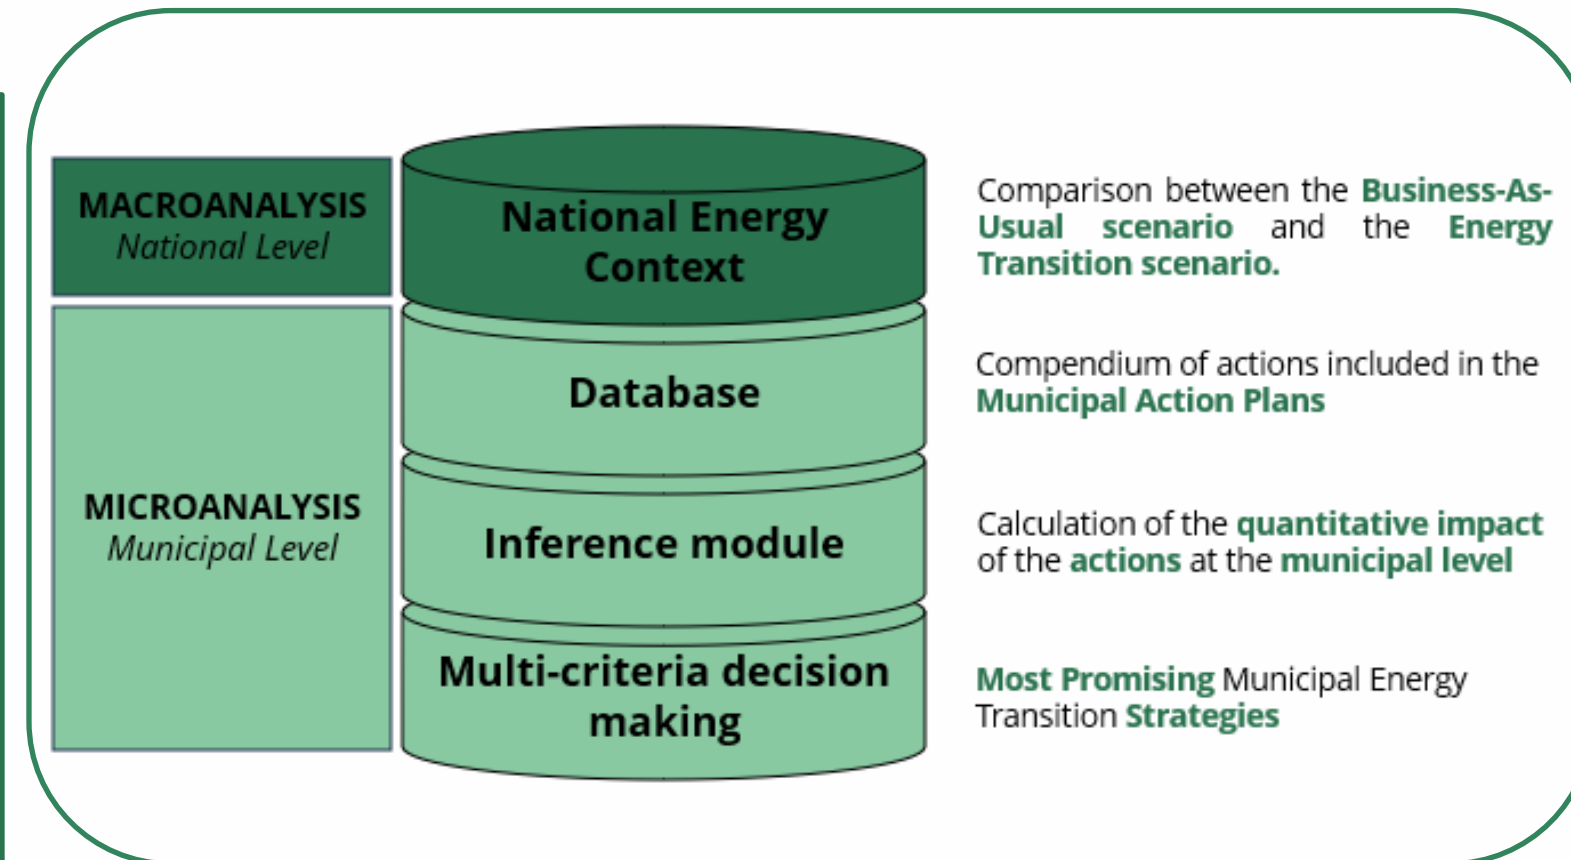 MACROANALYSIS
National Level
National Energy
Context
Comparison between the Business-As-
Usual scenario and the Energy
Transition scenario.
MICROANALYSIS
Municipal Level
Database
Compendium of actions included in the
Municipal Action Plans
Inference module
Calculation of the quantitative impact
of the actions at the municipal level
Multi-criteria decision
making
Most Promising Municipal Energy
Transition Strategies